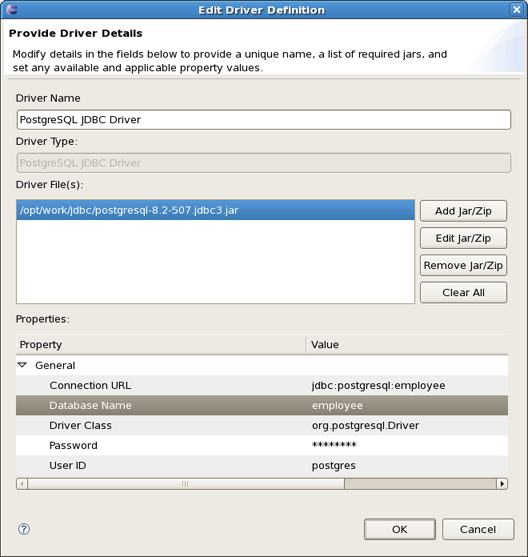 Edit Driver Definition
Provide Driver Details
Modify details in the fields below to provide a unique name, a list of required jars, and
set any available and applicable property values.
Driver Name
PostgreSQL JDBC Driver
Driver Type:
PostgreSQL JDBC Driver
Driver File(s):
/opt/work/jdbc/postgresql-8.2-507.jdbc3.jar
Add Jar/Zip
Edit Jar/Zip
Remove Jar/Zip
Clear All
Properties:
Property Value
General
Connection URL jdbc:postgresql:employee
Database Name employee
Driver Class org.postgresql.Driver
Password ********
User ID postgres
OK Cancel